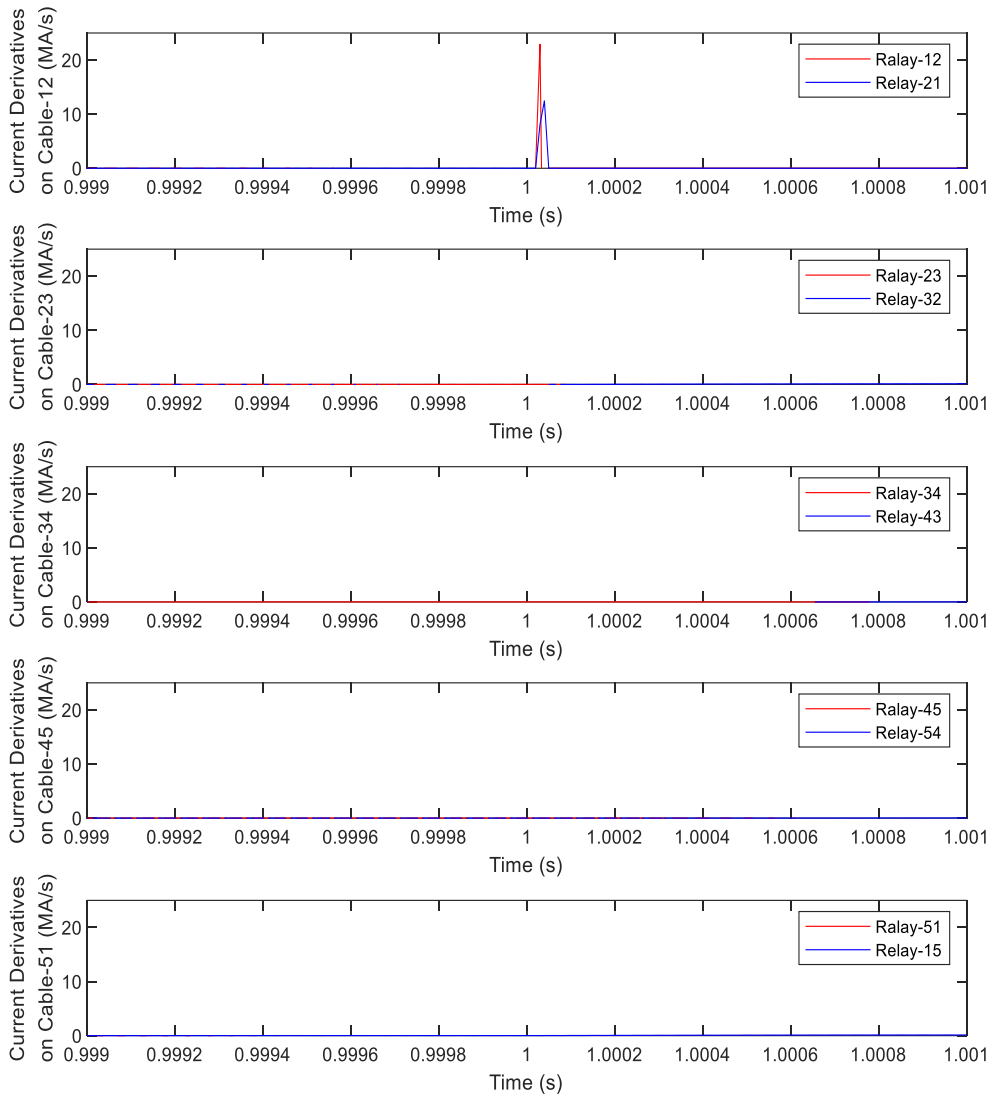 Current Derivatives
on Cable-12 (MA/s)
20
10
0
Ralay-12
Relay-21
0.999 0.9992 0.9994 0.9996 0.9998 1 1.0002 1.0004 1.0006 1.0008 1.001
Time (s)
Current Derivatives
on Cable-23 (MA/s)
20
10
0
Ralay-23
Relay-32
0.999 0.9992 0.9994 0.9996 0.9998 1 1.0002 1.0004 1.0006 1.0008 1.001
Time (s)
Current Derivatives
on Cable-34 (MA/s)
20
10
0
Ralay-34
Relay-43
0.999 0.9992 0.9994 0.9996 0.9998 1 1.0002 1.0004 1.0006 1.0008 1.001
Time (s)
Current Derivatives
on Cable-45 (MA/s)
20
10
0
Ralay-45
Relay-54
0.999 0.9992 0.9994 0.9996 0.9998 1 1.0002 1.0004 1.0006 1.0008 1.001
Time (s)
Current Derivatives
on Cable-51 (MA/s)
20
10
0
Ralay-51
Relay-15
0.999 0.9992 0.9994 0.9996 0.9998 1 1.0002 1.0004 1.0006 1.0008 1.001
Time (s)